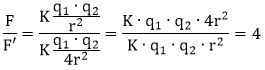 F/F′ = (K (q₁ · q₂)/r²)/(K (q₁ · q₂)/4r²) = (K · q₁ · q₂ · 4r²)/(K · q₁ · q₂ · r²) = 4